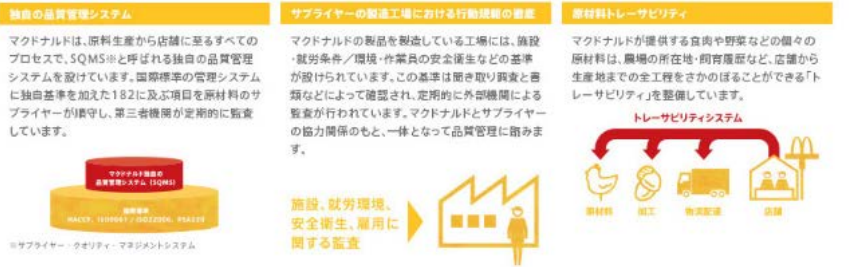 独自の品質管理システム
マクドナルドは、原料生産から店舗に至るすべての
プロセスで、SQMS※と呼ばれる独自の品質管理
システムを設けています。国際標準の管理システム
に独自基準を加えた182に及ぶ項目を原材料のサ
プライヤーが順守し、第三者機関が定期的に監査
しています。
マクドナルド独自の
品質管理システム (SQMS)
国際標準
HACCP、ISO9001 / ISO22000、
※サプライヤー・クオリティ・マネジメントシステム
サプライヤーの製造工場における行動規範の徹底
マクドナルドの製品を製造している工場には、施設
・就労条件／環境・作業員の安全衛生などの基準
が設けられています。この基準は聞き取り調査と書
類などによって確認され、定期的に外部機関による
監査が行われています。マクドナルドとサプライヤー
の協力関係のもと、一体となって品質管理に臨みま
す。
施設、就労環境、
安全衛生、雇用に
関する監査
原材料トレーサビリティ
マクドナルドが提供する食肉や野菜などの個々の
原材料は、農場の所在地・飼育履歴など、店舗から
生産地までの全工程をさかのぼることができる「ト
レーサビリティ」を整備しています。
トレーサビリティシステム
原材料
加工
物流配送
店舗